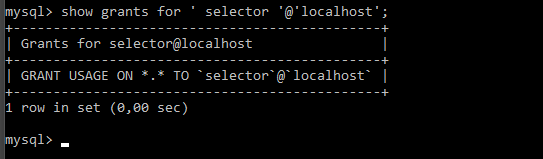 mysql> show grants for ' selector '@'localhost';
+-----------------------------------------------+
| Grants for selector@localhost                 |
+-----------------------------------------------+
| GRANT USAGE ON *.* TO `selector`@`localhost` |
+-----------------------------------------------+
1 row in set (0,00 sec)
mysql> _